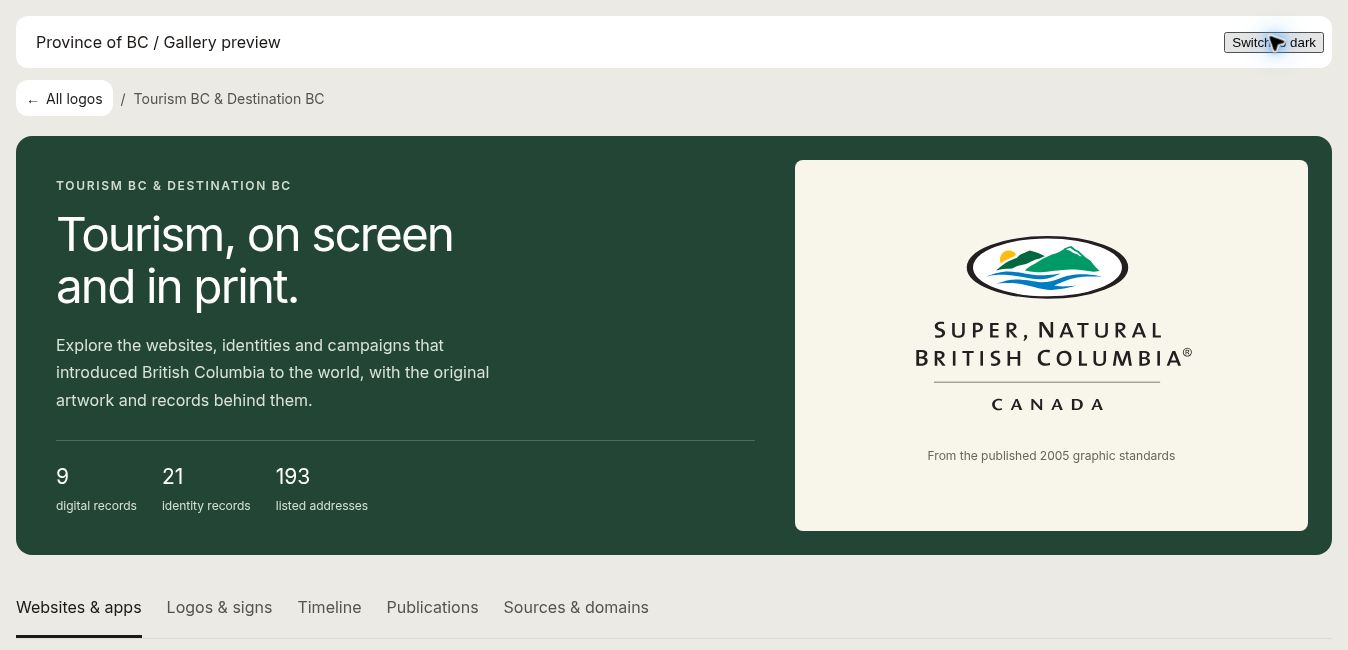 Province of BC / Gallery preview
Switch dark
← All logos / Tourism BC & Destination BC
TOURISM BC & DESTINATION BC
Tourism, on screen
and in print.
Explore the websites, identities and campaigns that
introduced British Columbia to the world, with the original
artwork and records behind them.
9
digital records
21
identity records
193
listed addresses
SUPER, NATURAL
BRITISH COLUMBIA®
CANADA
From the published 2005 graphic standards
Websites & apps
Logos & signs
Timeline
Publications
Sources & domains